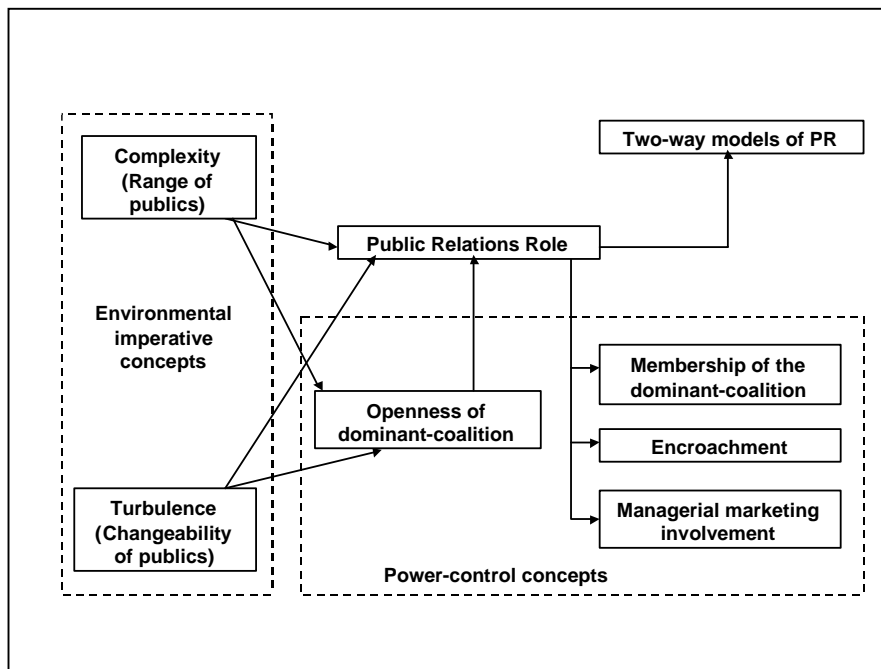 Complexity
(Range of
publics)
Two-way models of PR
Public Relations Role
Environmental
imperative concepts
Membership of the
dominant-coalition
Openness of
dominant-coalition
Encroachment
Turbulence
(Changeability
of publics)
Managerial marketing
involvement
Power-control concepts